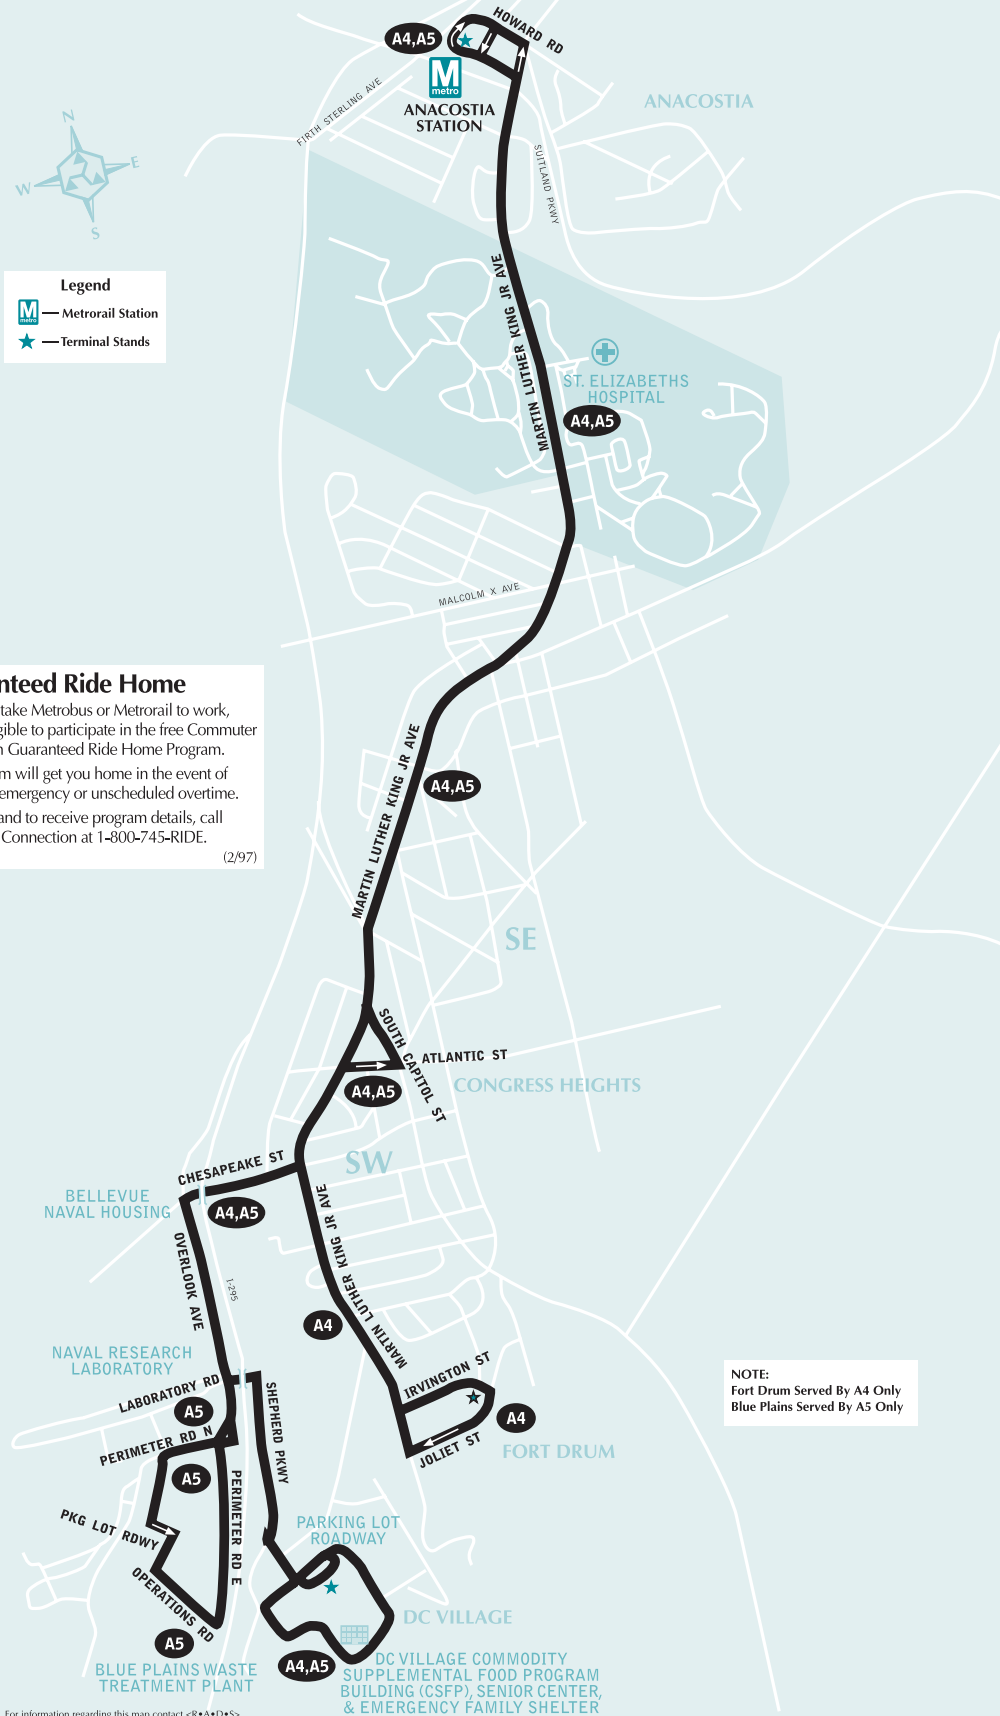 HOWARD RD
A4,A5
M
metro
ANACOSTIA
STATION
FIRTH STERLING AVE
ANACOSTIA
SUITLAND PKWY
N
E
W
S
Legend
M
metro
Metrorail Station
Terminal Stands
MARTIN LUTHER KING JR AVE
ST. ELIZABETHS
HOSPITAL
A4,A5
MALCOLM X AVE
nteed Ride Home
take Metrobus or Metrorail to work,
gible to participate in the free Commuter
n Guaranteed Ride Home Program.
m will get you home in the event of
emergency or unscheduled overtime.
and to receive program details, call
Connection at 1-800-745-RIDE.
(2/97)
MARTIN LUTHER KING JR AVE
A4,A5
SE
SOUTH CAPITOL ST
ATLANTIC ST
A4,A5
CONGRESS HEIGHTS
CHESAPEAKE ST
SW
BELLEVUE
NAVAL HOUSING
A4,A5
OVERLOOK AVE
I-295
MARTIN LUTHER KING JR AVE
A4
NAVAL RESEARCH
LABORATORY
LABORATORY RD
IRVINGTON ST
NOTE:
Fort Drum Served By A4 Only
Blue Plains Served By A5 Only
A5
SHEPHERD PKWY
A4
JOLIET ST
FORT DRUM
PERIMETER RD N
A5
PERIMETER RD E
PKG LOT RDWY
PARKING LOT
ROADWAY
OPERATIONS RD
DC VILLAGE
A5
A4,A5
BLUE PLAINS WASTE
TREATMENT PLANT
DC VILLAGE COMMODITY
SUPPLEMENTAL FOOD PROGRAM
BUILDING (CSFP), SENIOR CENTER,
& EMERGENCY FAMILY SHELTER
For information regarding this map contact <R•A•D•S>